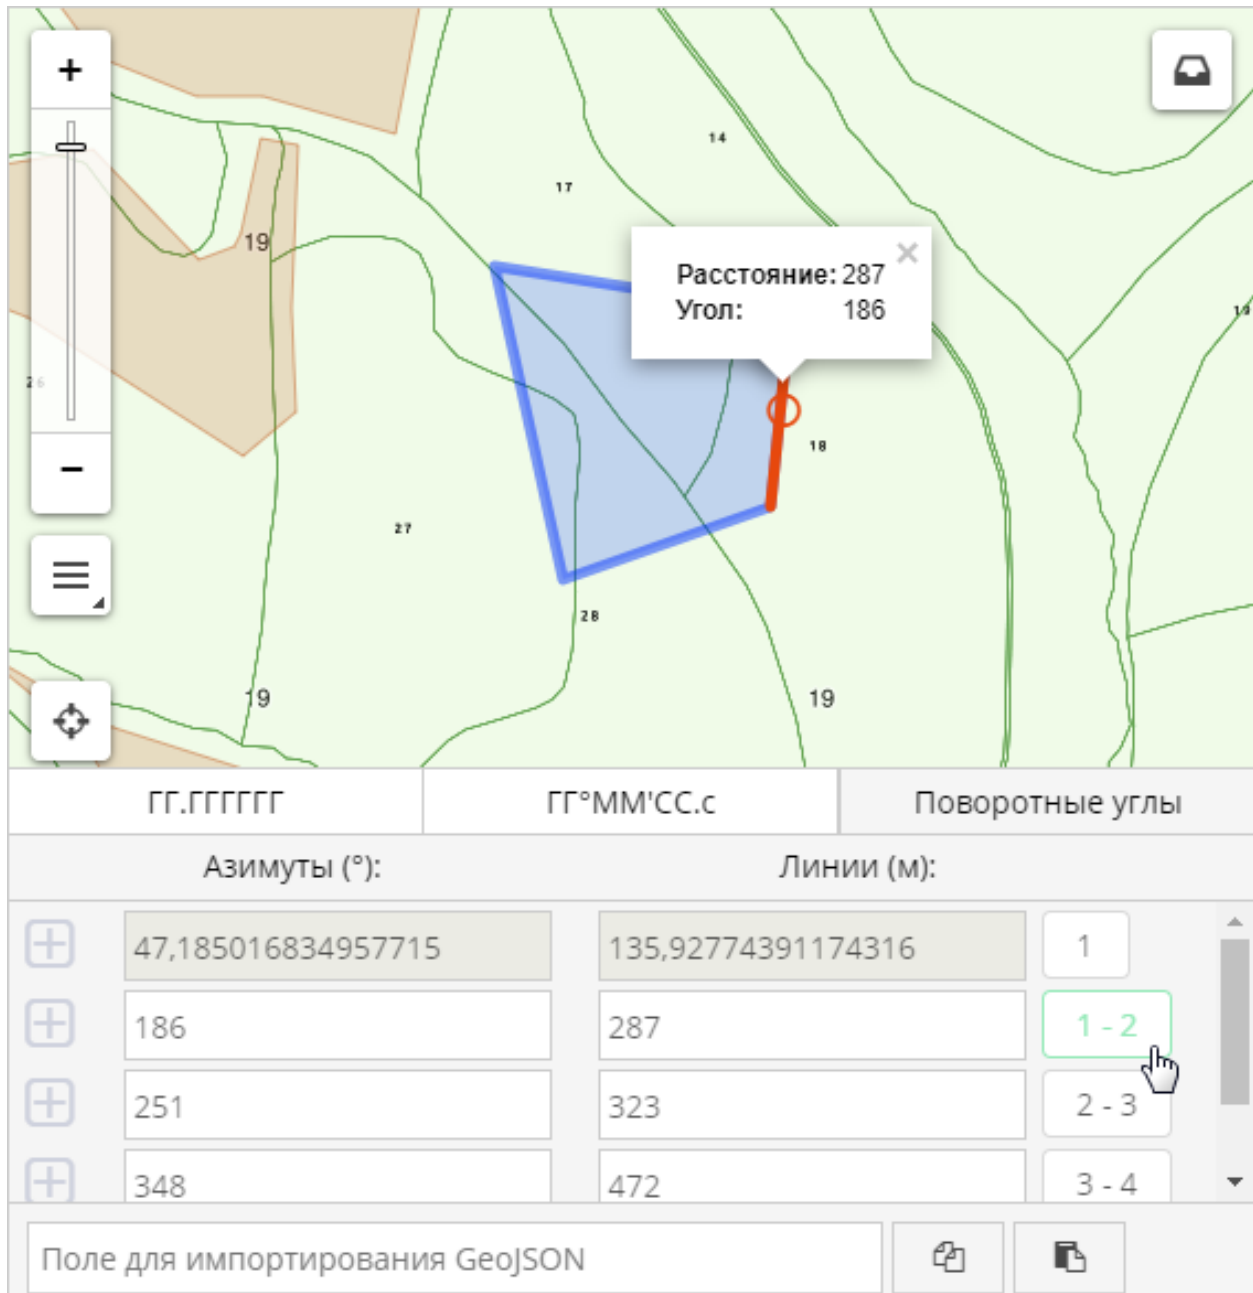 +
14
17
19
Расстояние: 287
Угол: 186
19
26
18
27
28
19
19
ГГ.ГГГГГГ ГГ°ММ'СС.с Поворотные углы
Азимуты (°): Линии (м):
47,185016834957715 135,92774391174316 1
186 287 1 - 2
251 323 2 - 3
348 472 3 - 4
Поле для импортирования GeoJSON